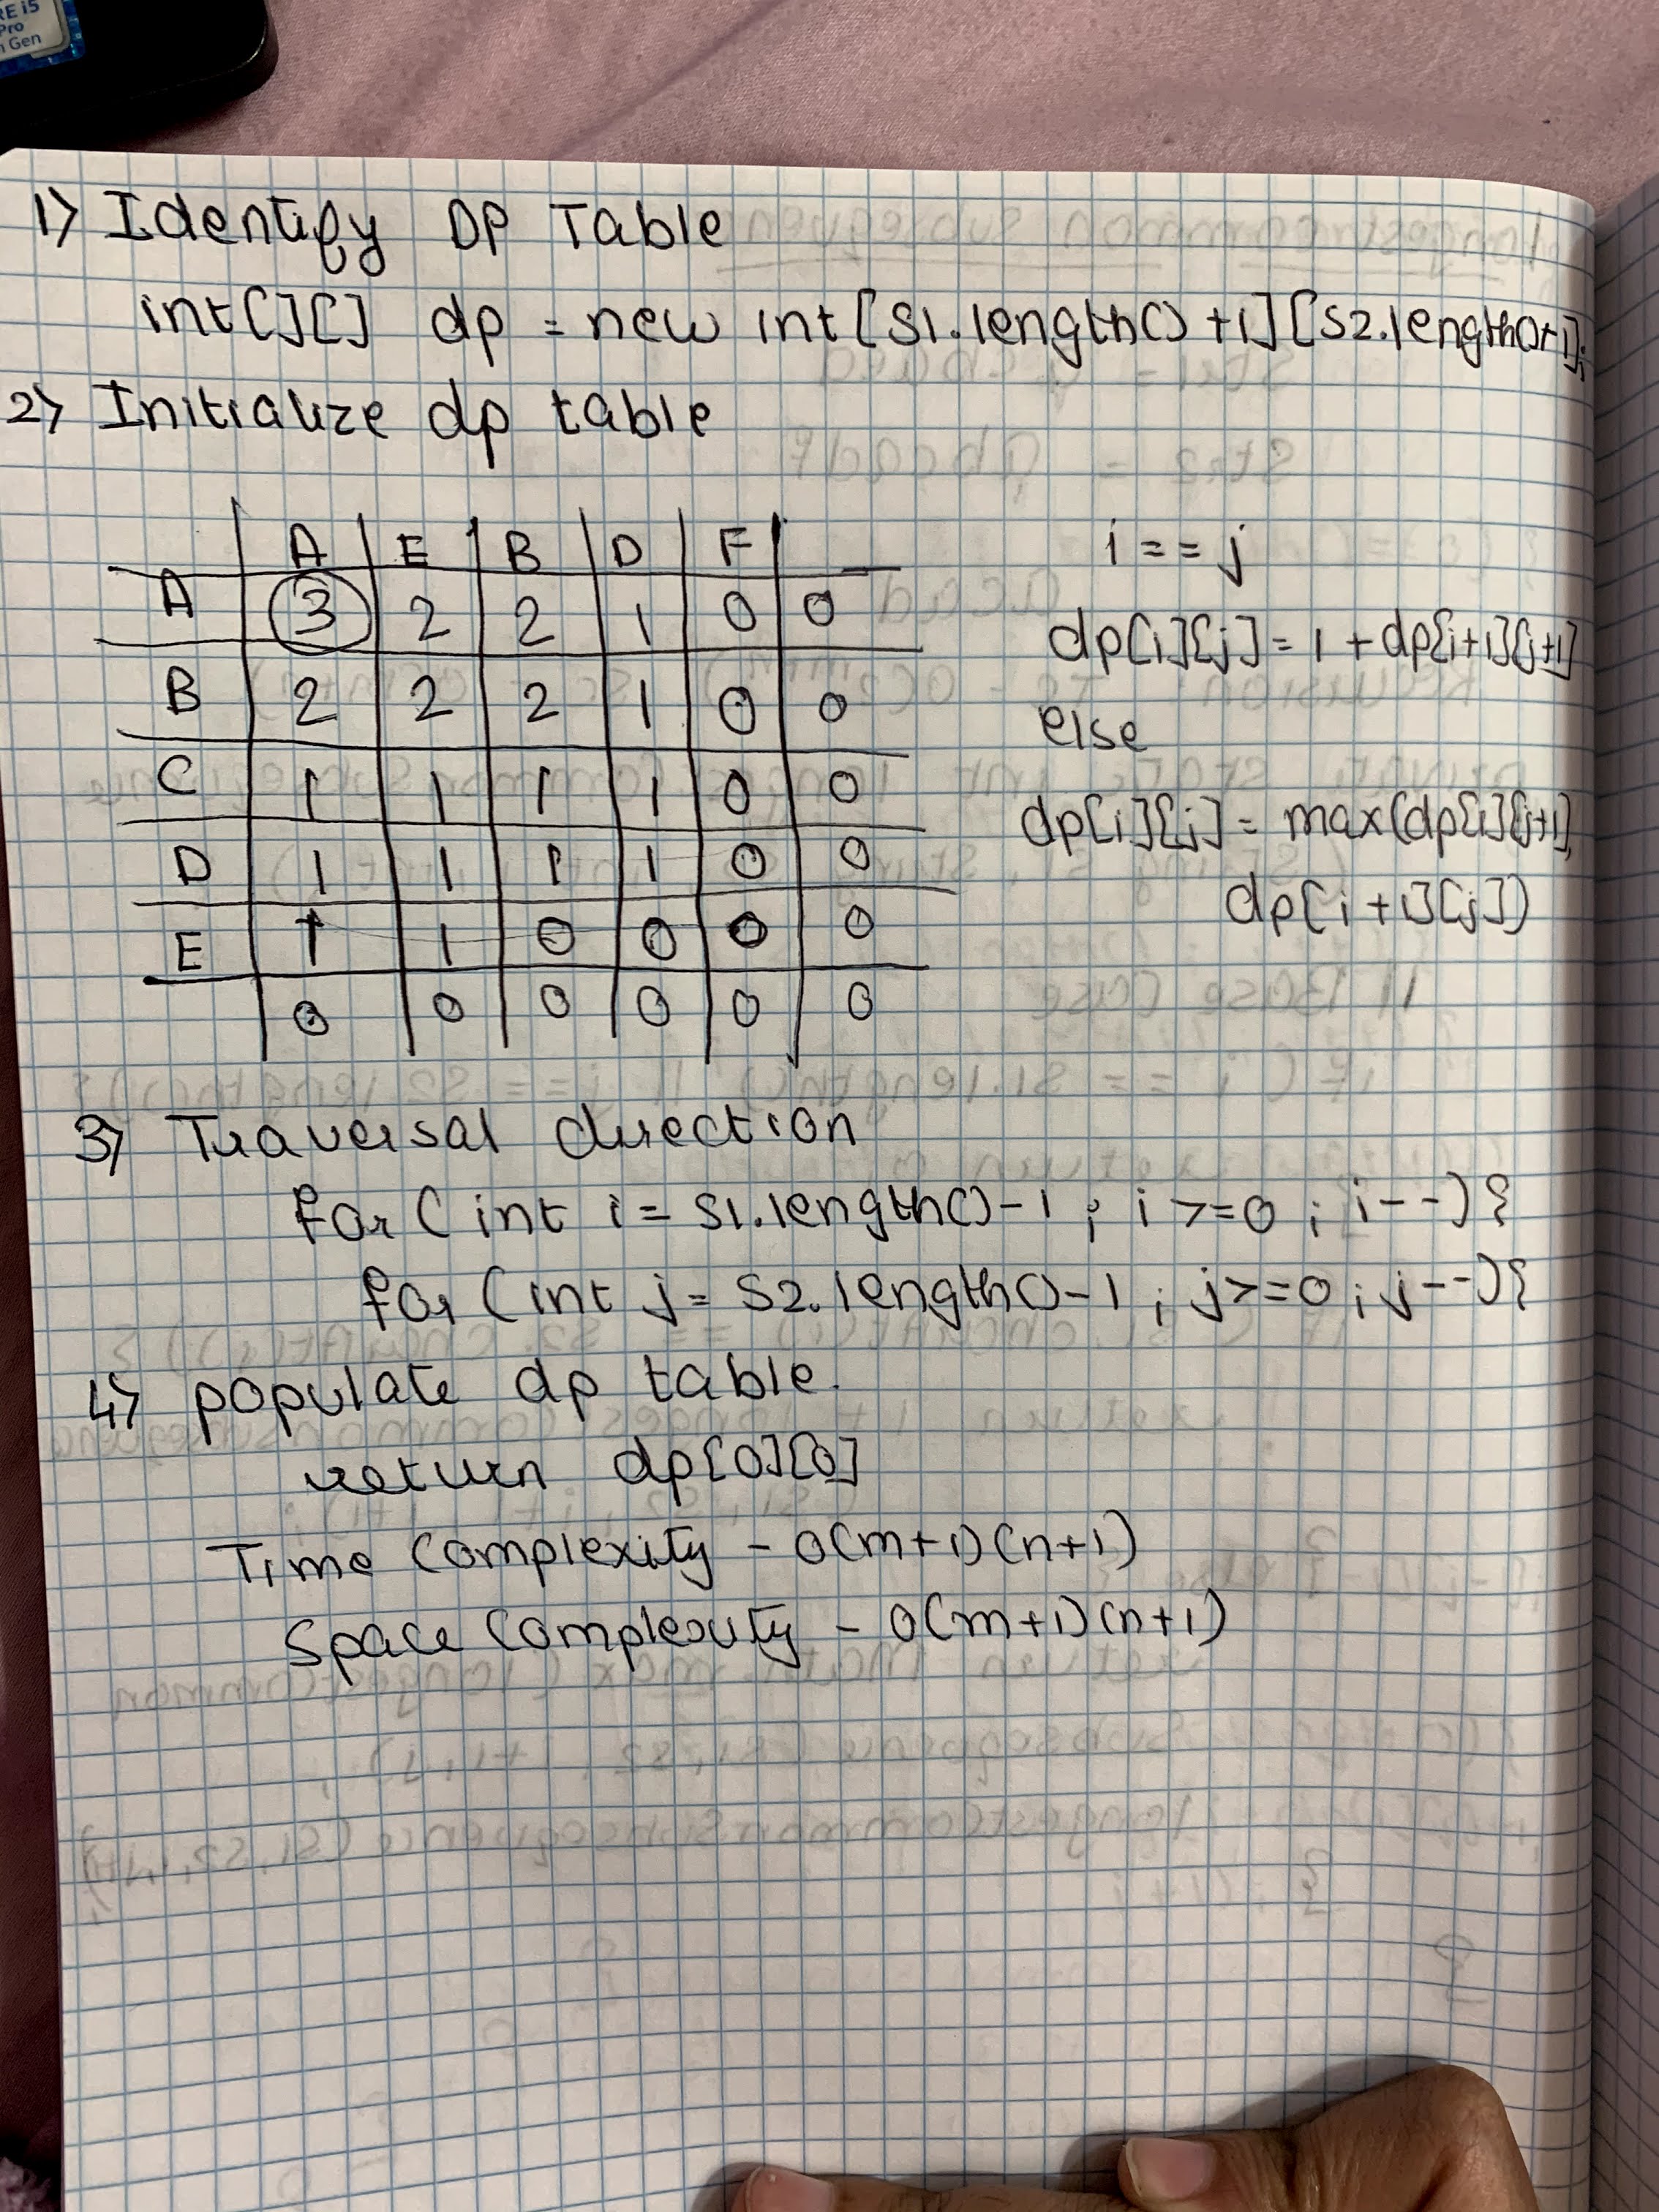 RE i5
Pro
Gen
1) Identify DP Table
int[][] dp = new int[S1.length() +1][S2.length()+1];
2) Initialize dp table
A E B D F
A 3 2 2 1 0 0
B 2 2 2 1 0 0
C 1 1 1 1 0 0
D 1 1 1 1 0 0
E 1 1 0 0 0 0
0 0 0 0 0 0
i == j
dp[i][j] = 1 + dp[i+1][j+1]
else
dp[i][j] = max(dp[i][j+1],
dp[i+1][j])
3) Traversal direction
for ( int i = S1.length()-1 ; i >=0 ; i--) {
for ( int j = S2.length()-1 ; j>=0 ; j--){
4) populate dp table.
return dp[0][0]
Time Complexity - O(m+1)(n+1)
Space Complexity - O(m+1)(n+1)